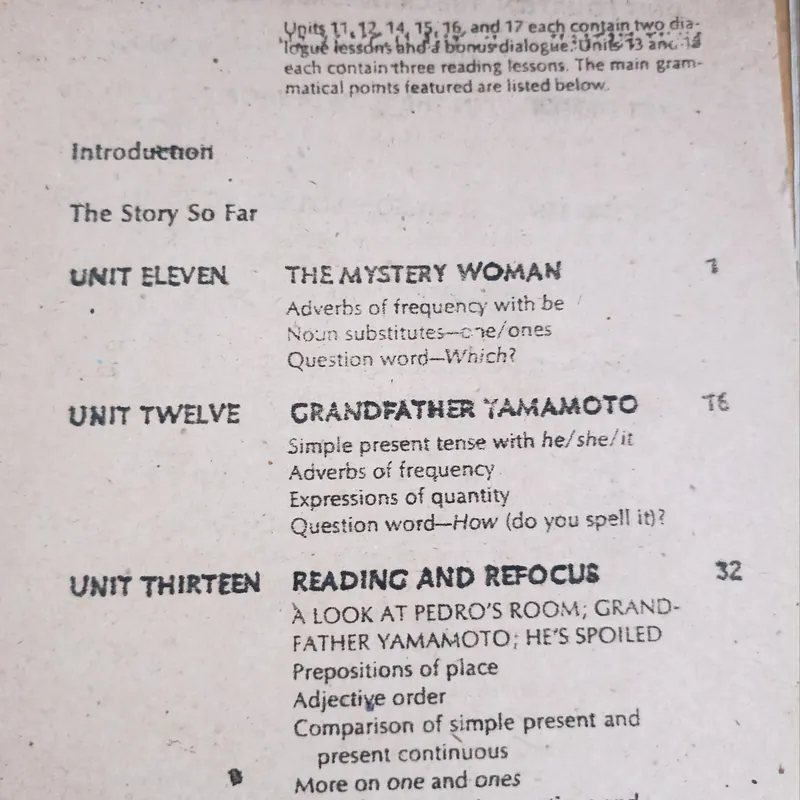 Units 11, 12, 14, 15, 16, and 17 each contain two dia-
logue lessons and a bonus dialogue. Units 13 and 18
each contain three reading lessons. The main gram-
matical points featured are listed below.
Introduction
The Story So Far
UNIT ELEVEN THE MYSTERY WOMAN 1
Adverbs of frequency with be
Noun substitutes—one/ones
Question word—Which?
UNIT TWELVE GRANDFATHER YAMAMOTO 16
Simple present tense with he/she/it
Adverbs of frequency
Expressions of quantity
Question word—How (do you spell it)?
UNIT THIRTEEN READING AND REFOCUS 32
A LOOK AT PEDRO'S ROOM; GRAND-
FATHER YAMAMOTO; HE'S SPOILED
Prepositions of place
Adjective order
Comparison of simple present and
present continuous
More on one and ones